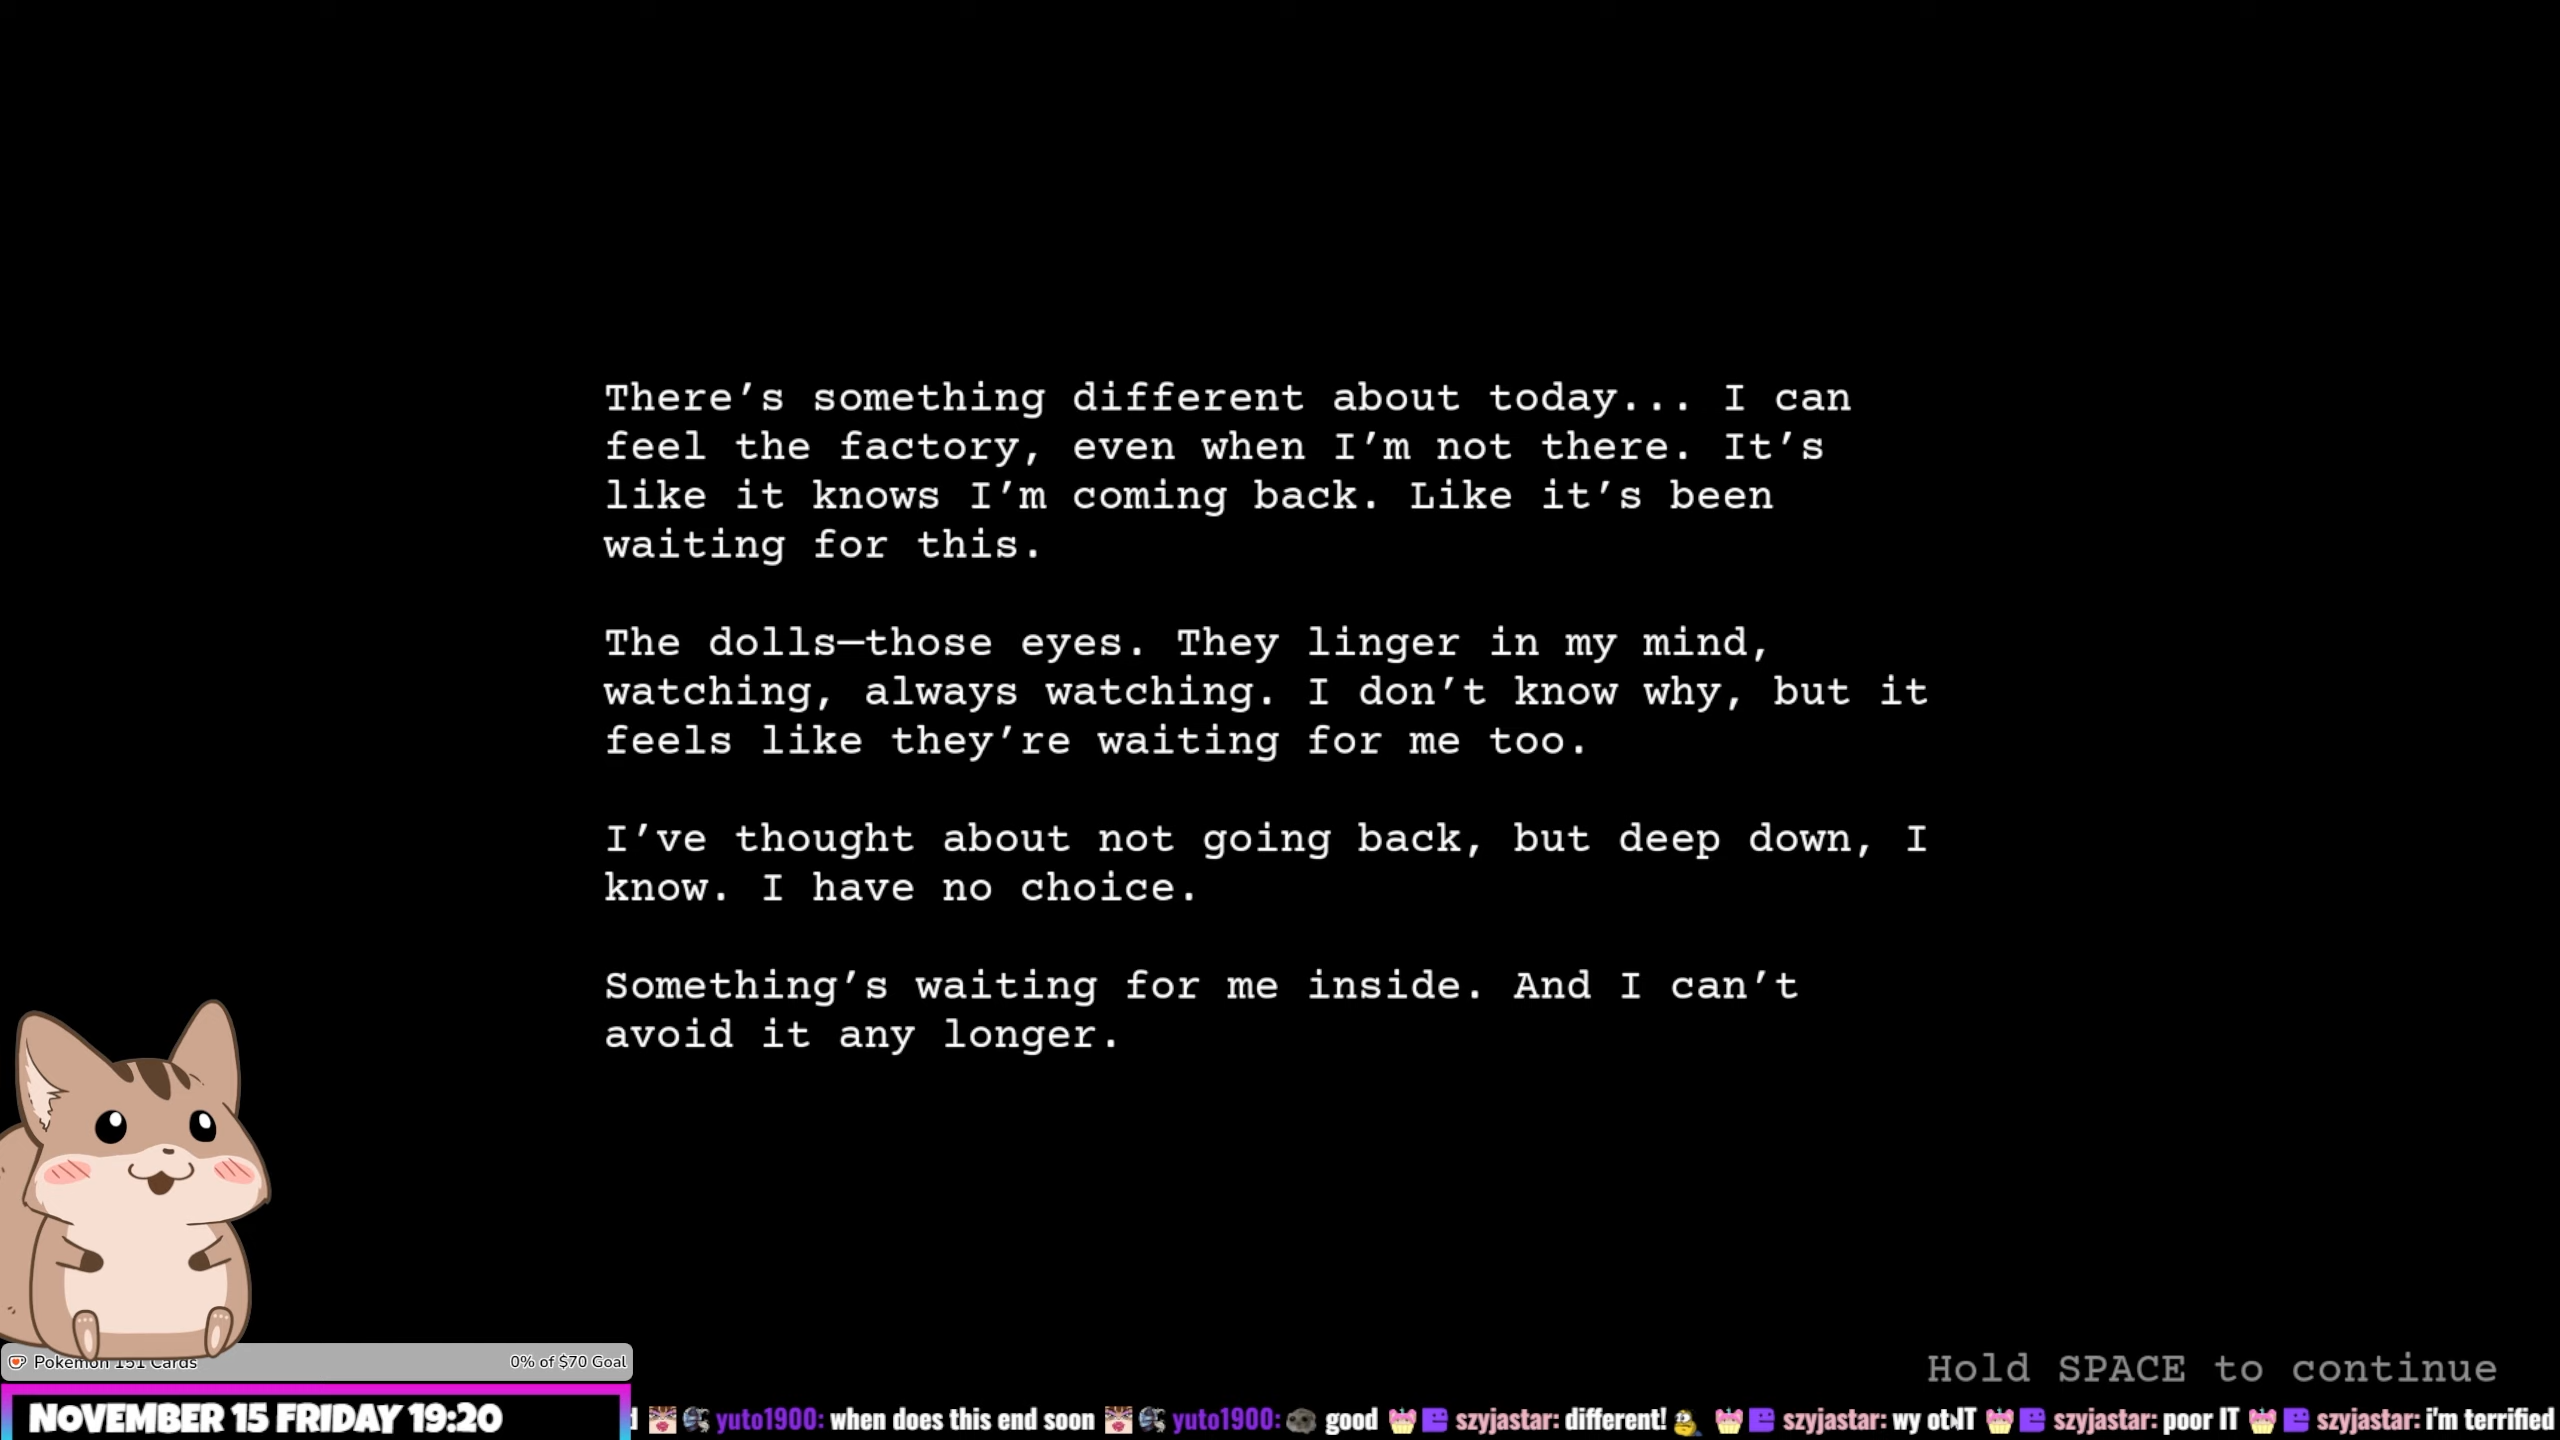 There’s something different about today... I can
feel the factory, even when I’m not there. It’s
like it knows I’m coming back. Like it’s been
waiting for this.
The dolls—those eyes. They linger in my mind,
watching, always watching. I don’t know why, but it
feels like they’re waiting for me too.
I’ve thought about not going back, but deep down, I
know. I have no choice.
Something’s waiting for me inside. And I can’t
avoid it any longer.
Pokemon 151 Cards 0% of $70 Goal
Hold SPACE to continue
NOVEMBER 15 FRIDAY 19:20
yuto1900: when does this end soon yuto1900: good szyjastar: different! szyjastar: wy IT szyjastar: poor IT szyjastar: i'm terrified